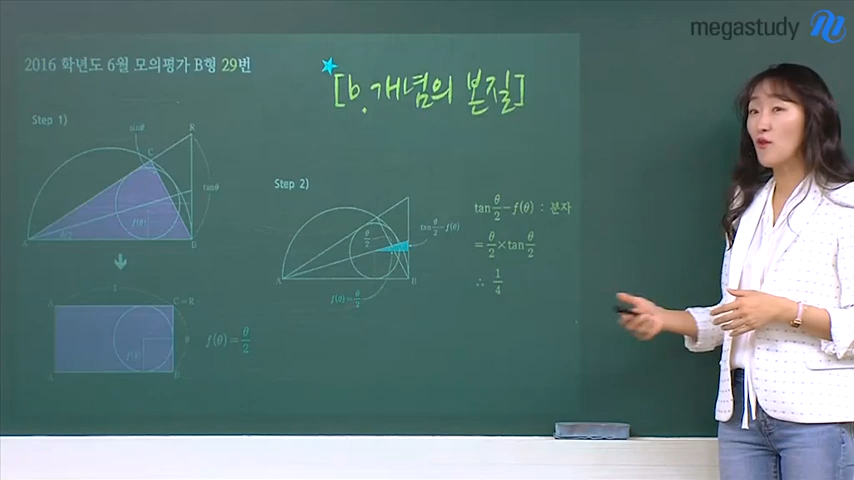 megastudy
2016 학년도 6월 모의평가 B형 29번
[b. 개념의 본질]
Step 1)
sinθ
R
C
tanθ
f(θ)
θ/2
A
B
1
A
C=R
θ
f(θ)
A
B
f(θ)=θ/2
Step 2)
θ/2
tan θ/2 - f(θ)
A
B
f(θ)=θ/2
tan θ/2 - f(θ) : 분자
= θ/2 × tan θ/2
∴ 1/4